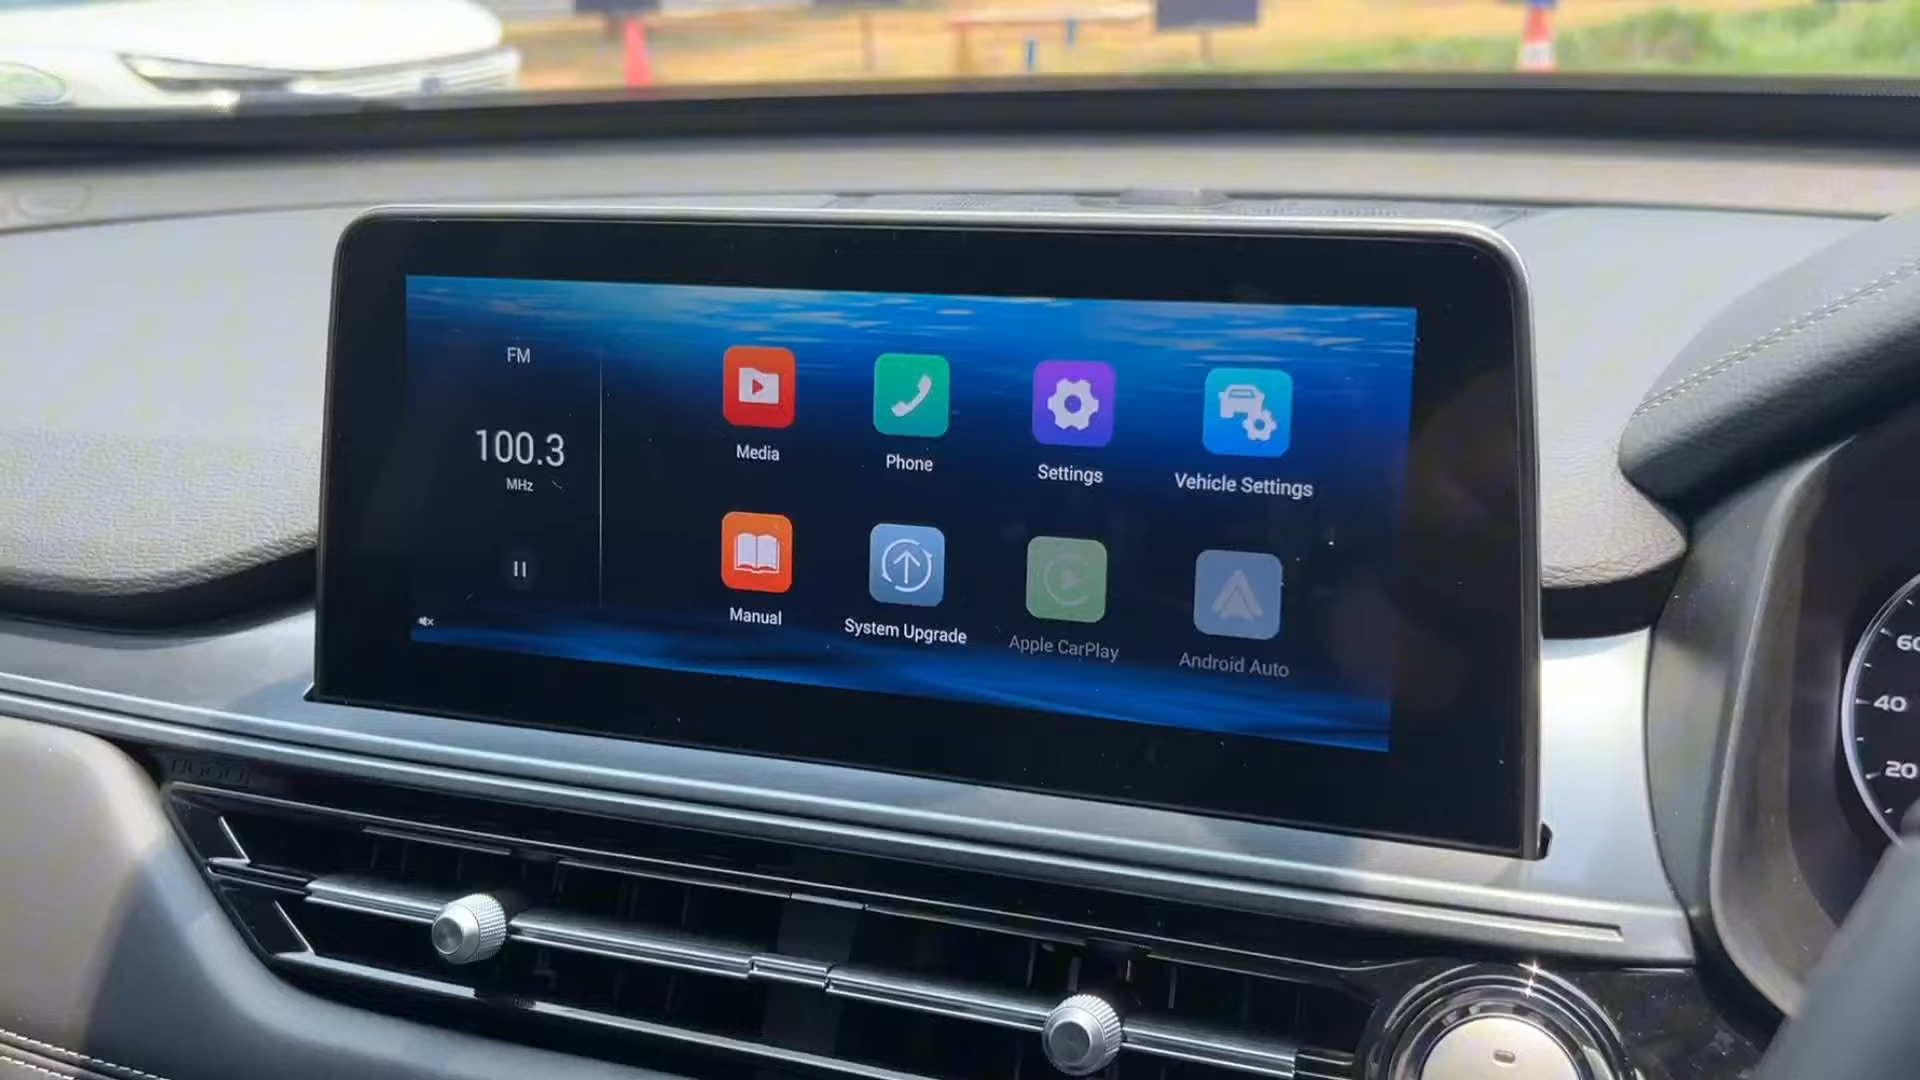 FM
100.3
MHz
Media
Phone
Settings
Vehicle Settings
Manual
System Upgrade
Apple CarPlay
Android Auto
60
40
20